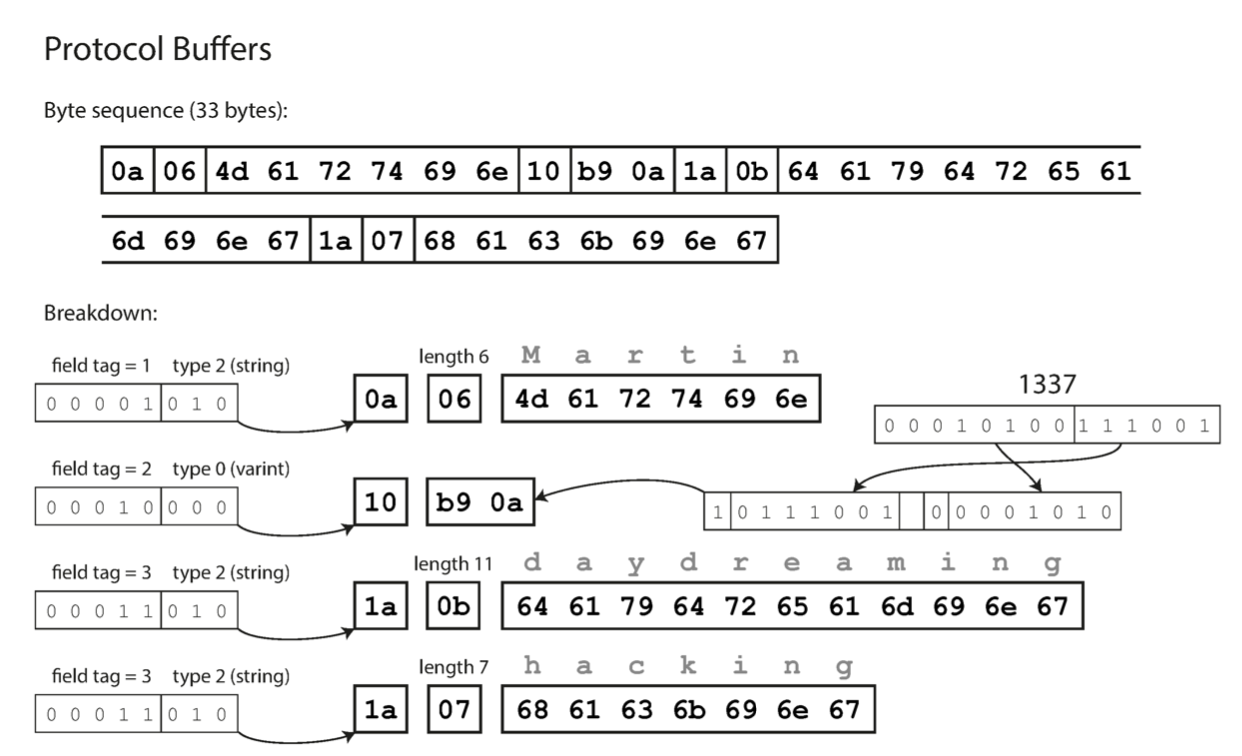 Protocol Buffers
Byte sequence (33 bytes):
0a 06 4d 61 72 74 69 6e 10 b9 0a 1a 0b 64 61 79 64 72 65 61
6d 69 6e 67 1a 07 68 61 63 6b 69 6e 67
Breakdown:
field tag = 1 type 2 (string) length 6 M a r t i n
0 0 0 0 1 0 1 0 0a 06 4d 61 72 74 69 6e
1337
0 0 0 1 0 1 0 0 1 1 1 0 0 1
field tag = 2 type 0 (varint)
0 0 0 1 0 0 0 0 10 b9 0a 1 0 1 1 1 0 0 1 0 0 0 0 1 0 1 0
field tag = 3 type 2 (string) length 11 d a y d r e a m i n g
0 0 0 1 1 0 1 0 1a 0b 64 61 79 64 72 65 61 6d 69 6e 67
field tag = 3 type 2 (string) length 7 h a c k i n g
0 0 0 1 1 0 1 0 1a 07 68 61 63 6b 69 6e 67